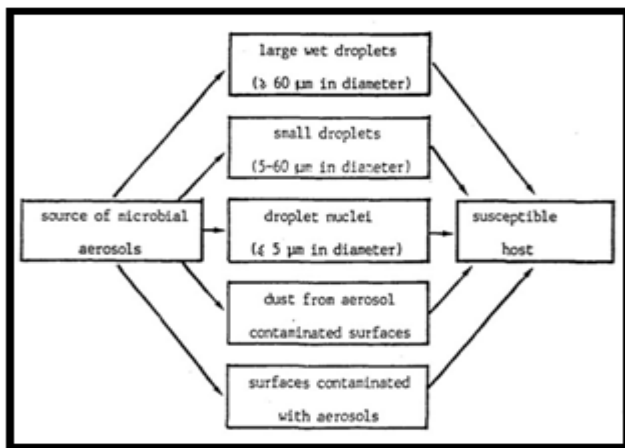 large wet droplets
(≥ 60 µm in diameter)
small droplets
(5-60 µm in diameter)
source of microbial
aerosols
droplet nuclei
(≤ 5 µm in diameter)
susceptible
host
dust from aerosol
contaminated surfaces
surfaces contaminated
with aerosols